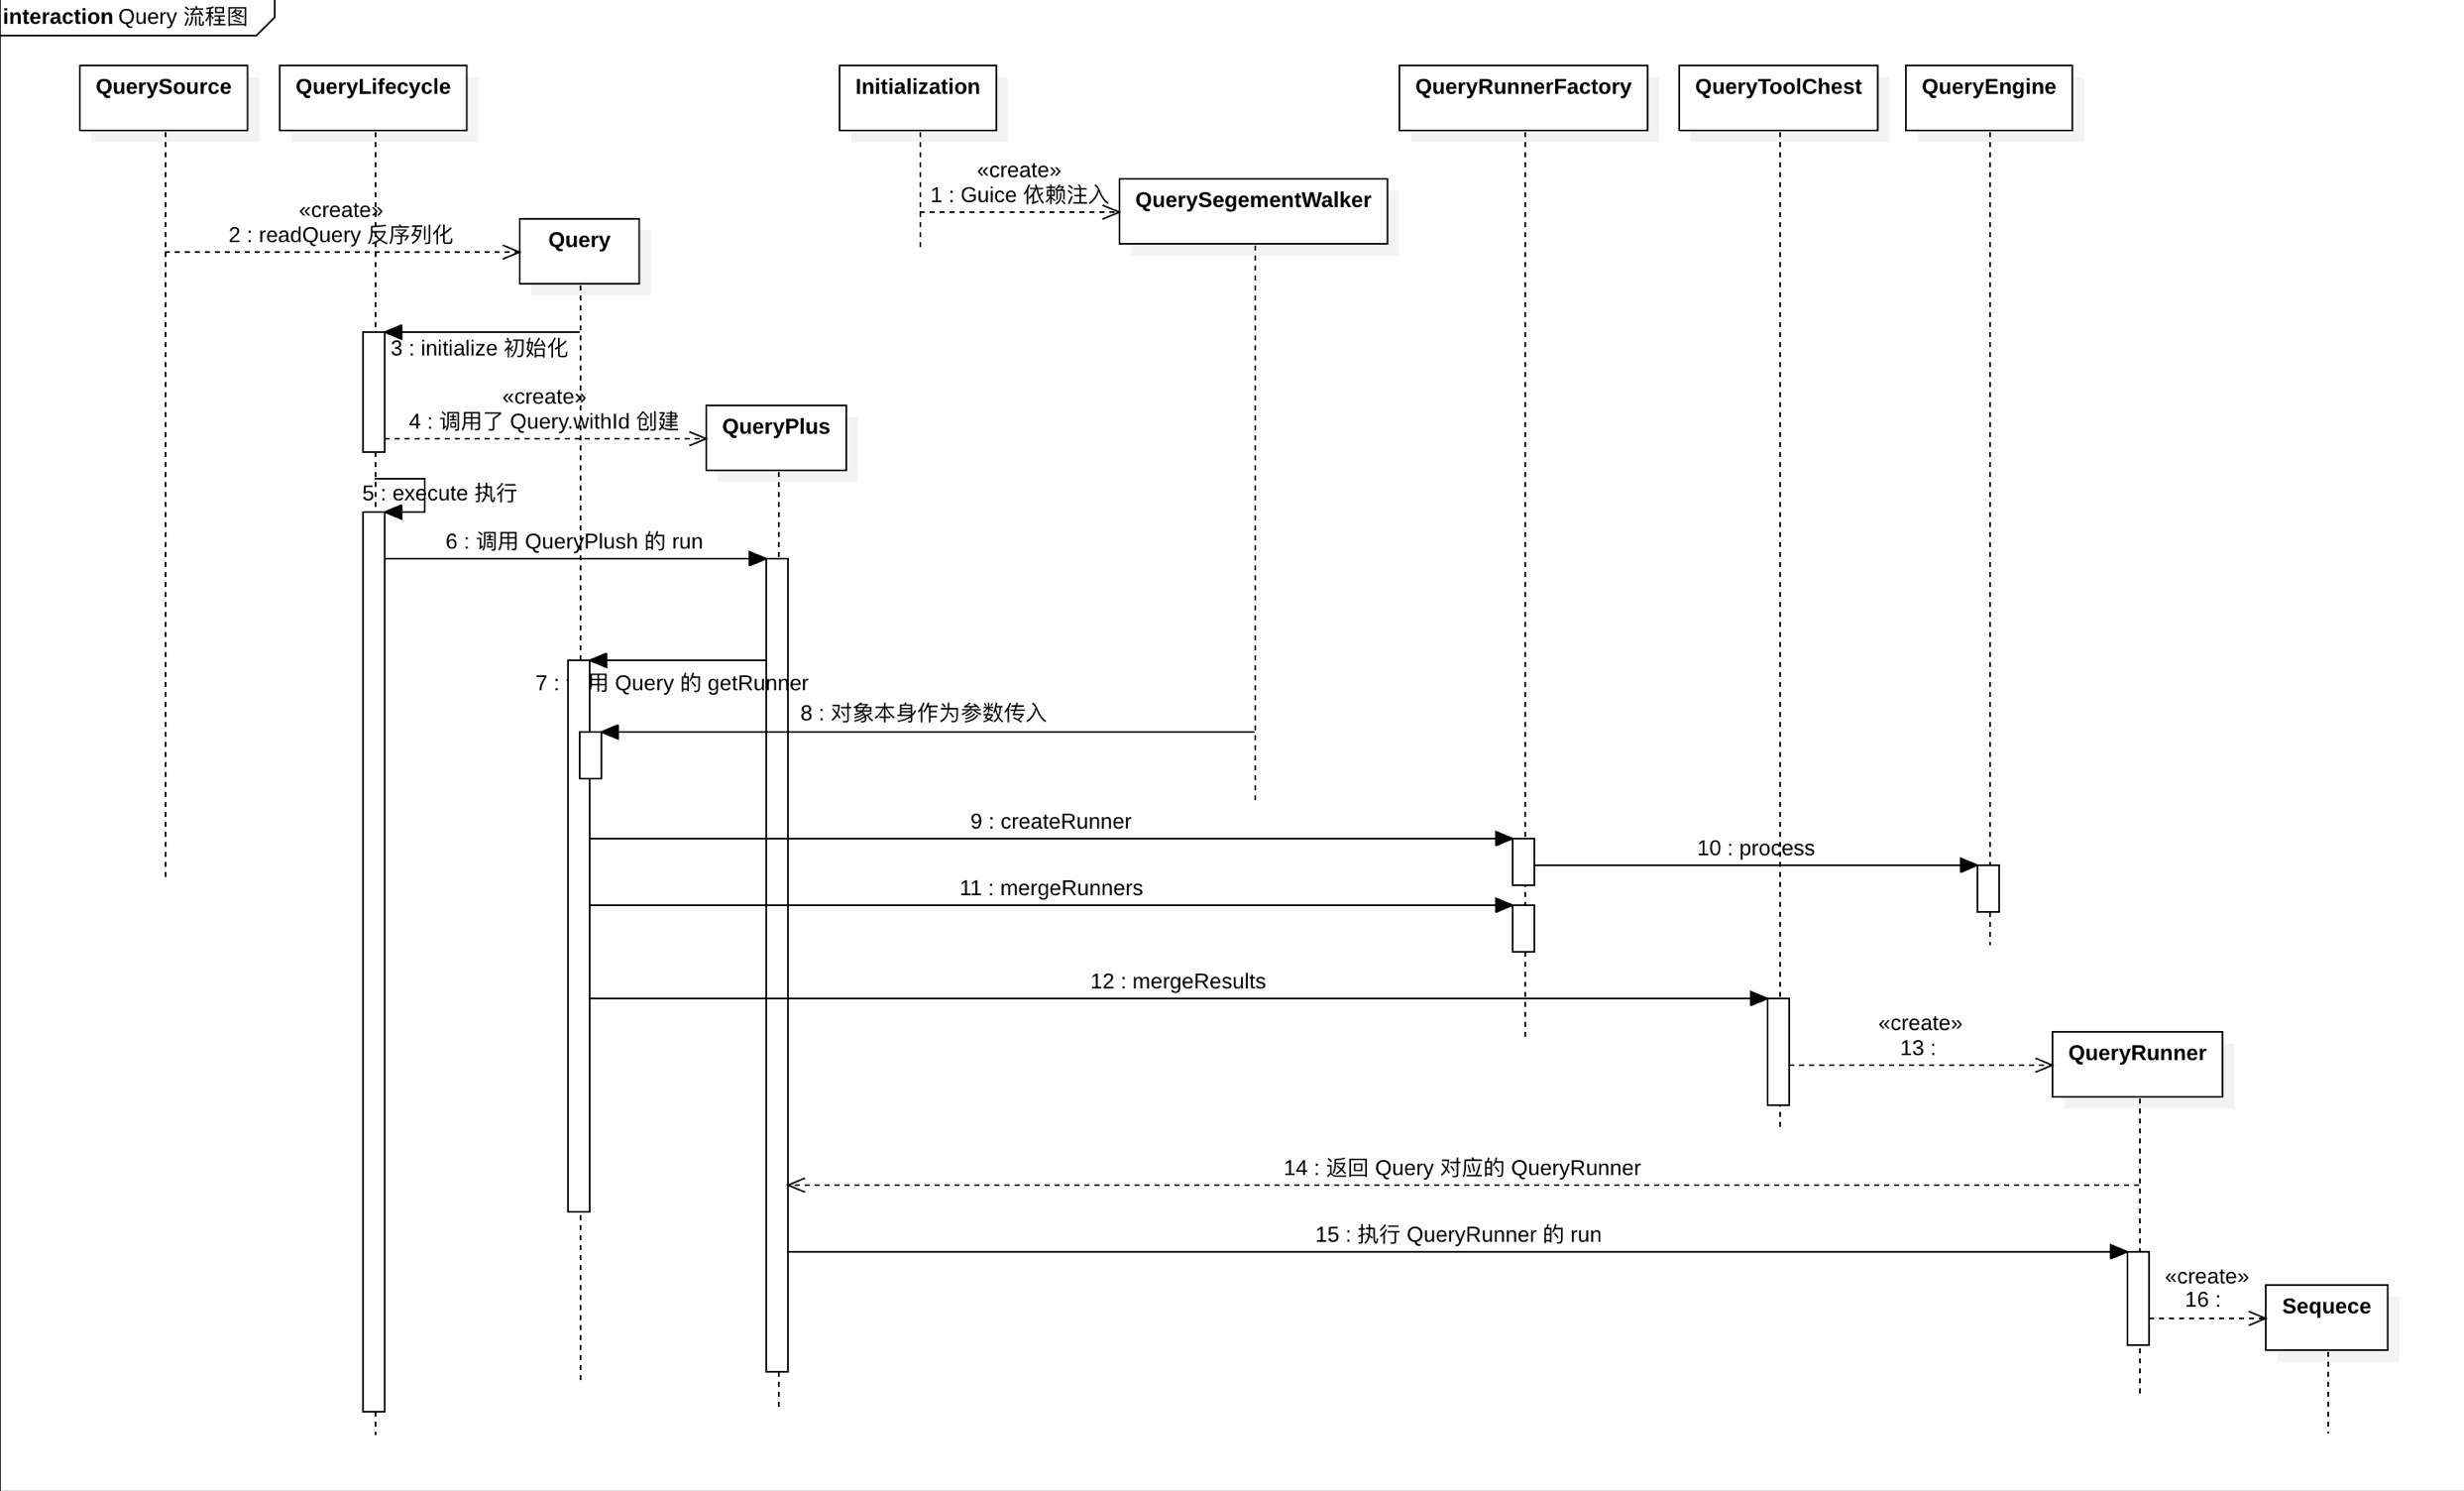 interaction Query 流程图
QuerySource
QueryLifecycle
Initialization
QueryRunnerFactory
QueryToolChest
QueryEngine
«create»
1 : Guice 依赖注入
QuerySegementWalker
«create»
2 : readQuery 反序列化
Query
3 : initialize 初始化
«create»
4 : 调用了 Query.withId 创建
QueryPlus
5 : execute 执行
6 : 调用 QueryPlush 的 run
7 : 用 Query 的 getRunner
8 : 对象本身作为参数传入
9 : createRunner
10 : process
11 : mergeRunners
12 : mergeResults
«create»
13 :
QueryRunner
14 : 返回 Query 对应的 QueryRunner
15 : 执行 QueryRunner 的 run
«create»
16 :
Sequece